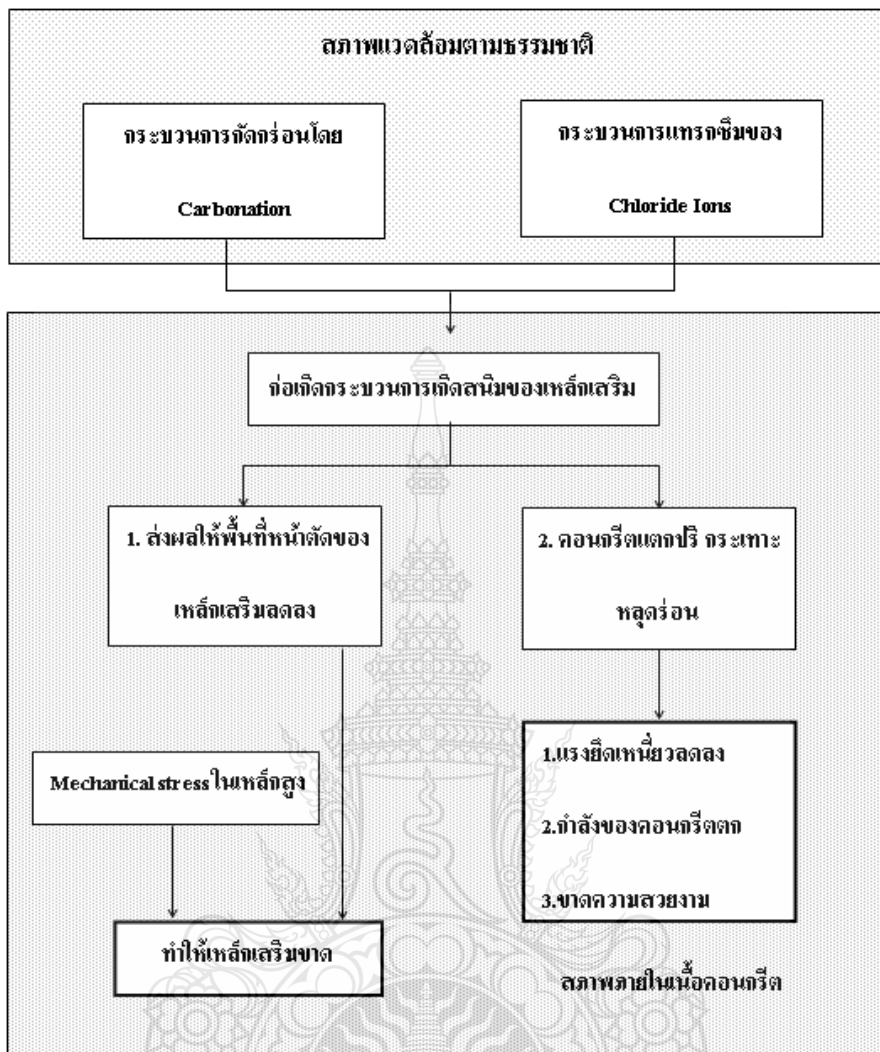 สภาพแวดล้อมตามธรรมชาติ
กระบวนการกัดกร่อนโดย
Carbonation
กระบวนการแทรกซึมของ
Chloride Ions
ก่อเกิดกระบวนการเกิดสนิมของเหล็กเสริม
1. ส่งผลให้พื้นที่หน้าตัดของ
เหล็กเสริมลดลง
2. คอนกรีตแตกปริ กระเทาะ
หลุดร่อน
Mechanical stress ในเหล็กสูง
1.แรงยึดเหนี่ยวลดลง
2.กำลังของคอนกรีตตก
3.ขาดความสวยงาม
ทำให้เหล็กเสริมขาด
สภาพภายในเนื้อคอนกรีต